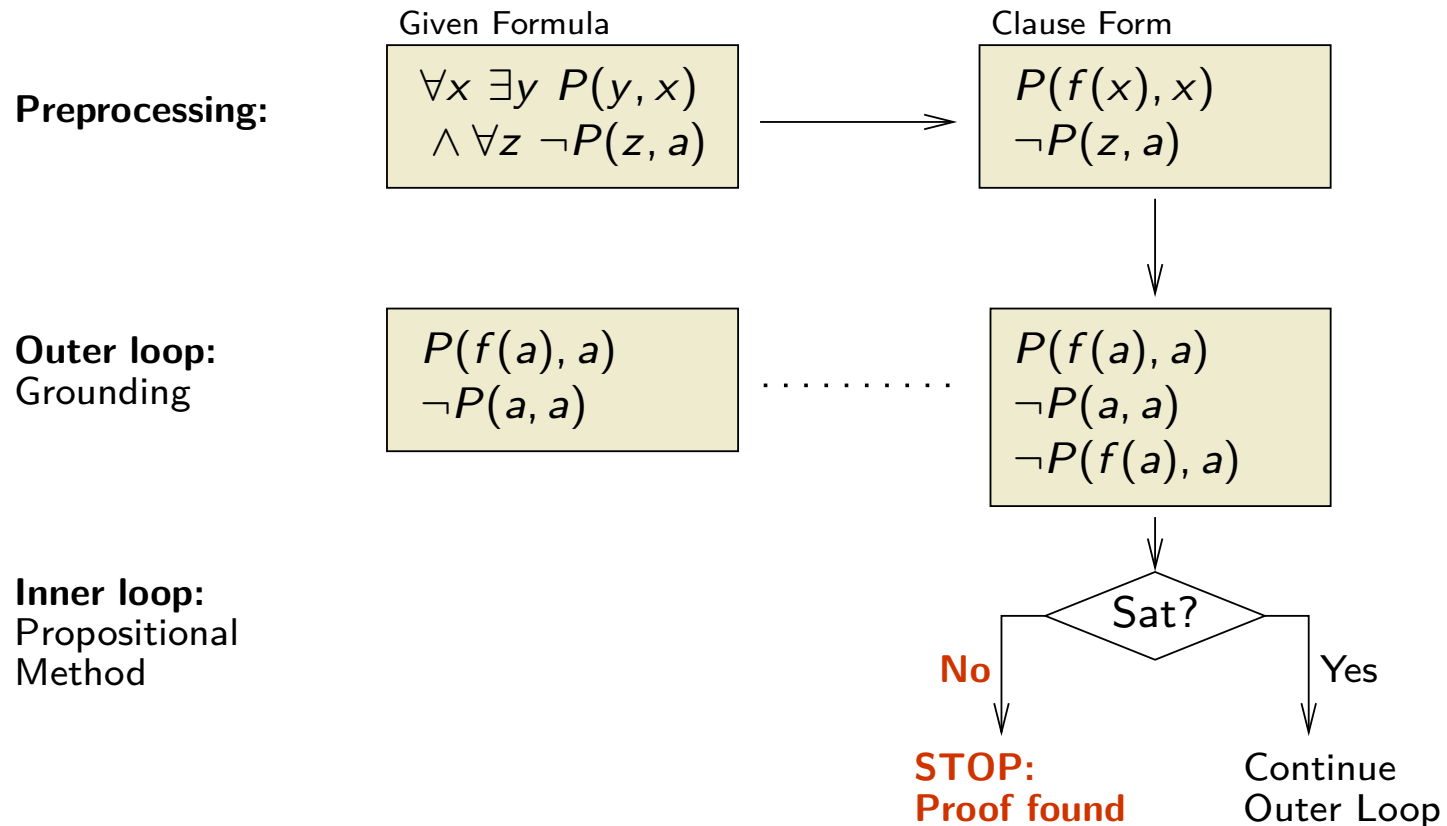 Given Formula
Clause Form
Preprocessing:
∀x ∃y P(y, x)
∧ ∀z ¬P(z, a)
P(f(x), x)
¬P(z, a)
Outer loop:
Grounding
P(f(a), a)
¬P(a, a)
. . . . . . . . . .
P(f(a), a)
¬P(a, a)
¬P(f(a), a)
Inner loop:
Propositional
Method
Sat?
No
Yes
STOP:
Proof found
Continue
Outer Loop